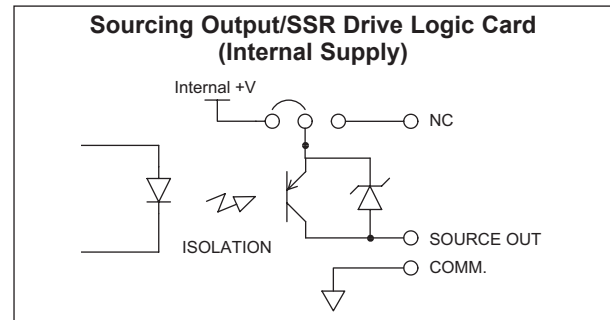 Sourcing Output/SSR Drive Logic Card
(Internal Supply)
Internal +V
NC
ISOLATION
SOURCE OUT
COMM.